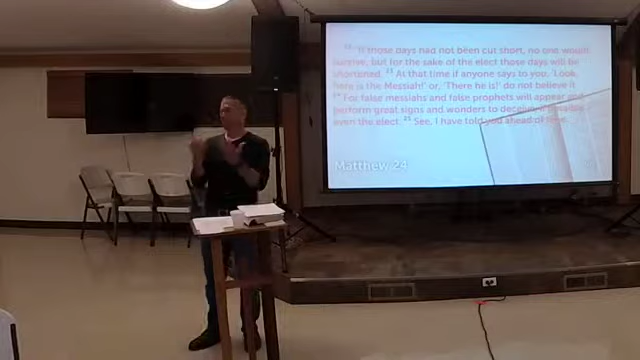 ²² "If those days had not been cut short, no one would
survive, but for the sake of the elect those days will be
shortened. ²³ At that time if anyone says to you, 'Look,
here is the Messiah!' or, 'There he is!' do not believe it.
²⁴ For false messiahs and false prophets will appear and
perform great signs and wonders to deceive, if possible,
even the elect. ²⁵ See, I have told you ahead of time.
Matthew 24